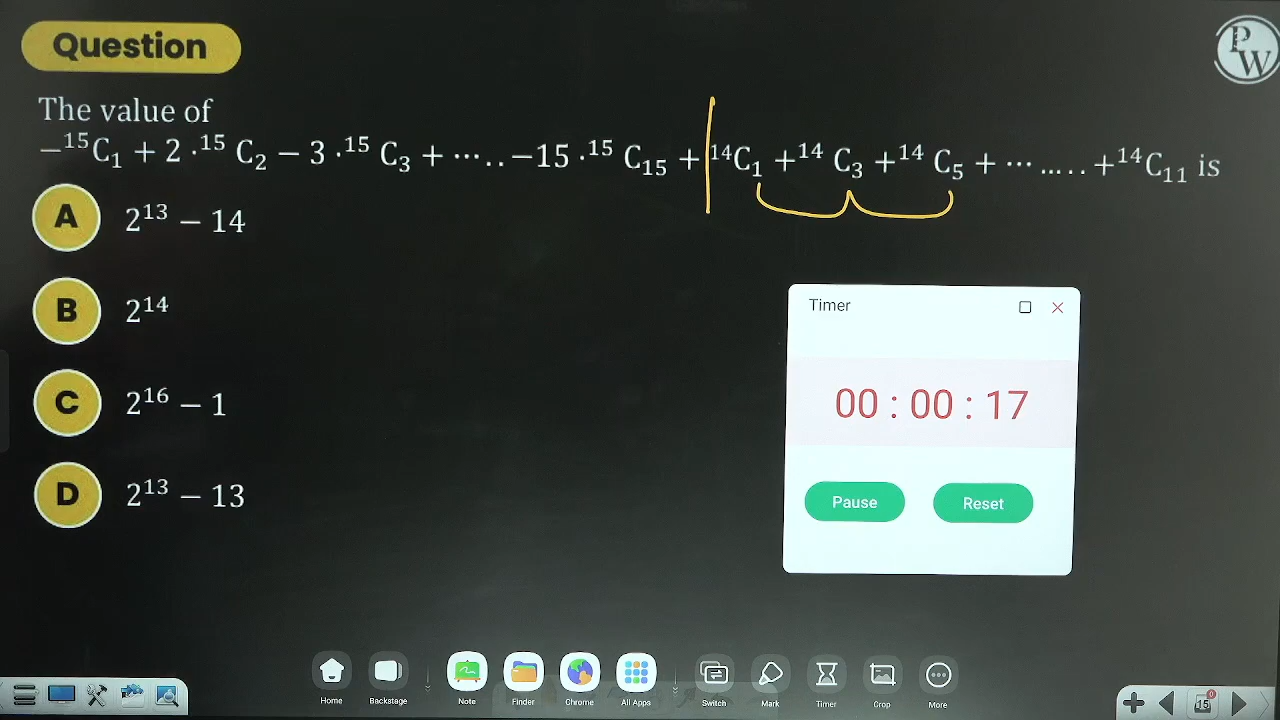 Question
PW
The value of
−¹⁵C₁ + 2 ·¹⁵ C₂ − 3 ·¹⁵ C₃ + ⋯.. −15 ·¹⁵ C₁₅ + ¹⁴C₁ +¹⁴ C₃ +¹⁴ C₅ + ⋯ ..... +¹⁴C₁₁ is
A 2¹³ − 14
B 2¹⁴
C 2¹⁶ − 1
D 2¹³ − 13
Timer
00 : 00 : 17
Pause Reset
Home Backstage Note Finder Chrome All Apps Switch Mark Timer Crop More
15 0